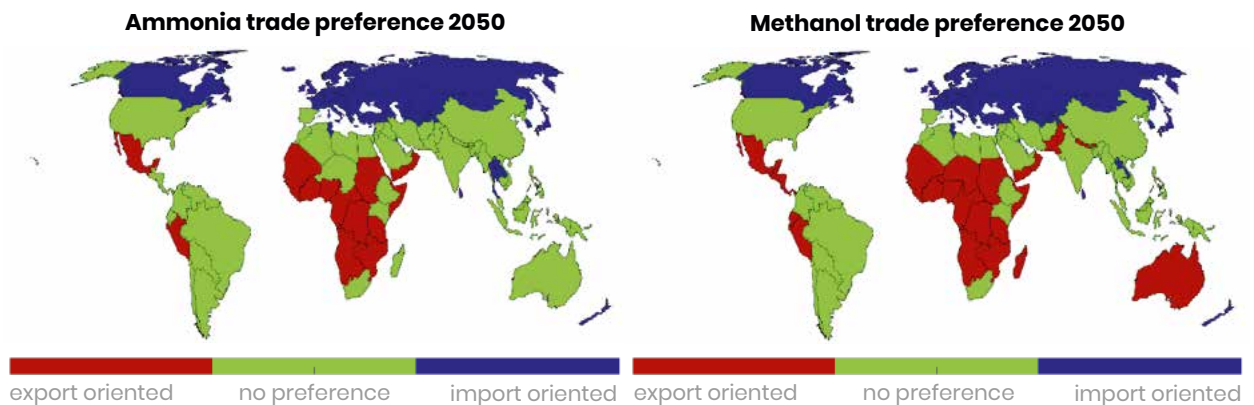 Ammonia trade preference 2050
Methanol trade preference 2050
export oriented
no preference
import oriented
export oriented
no preference
import oriented